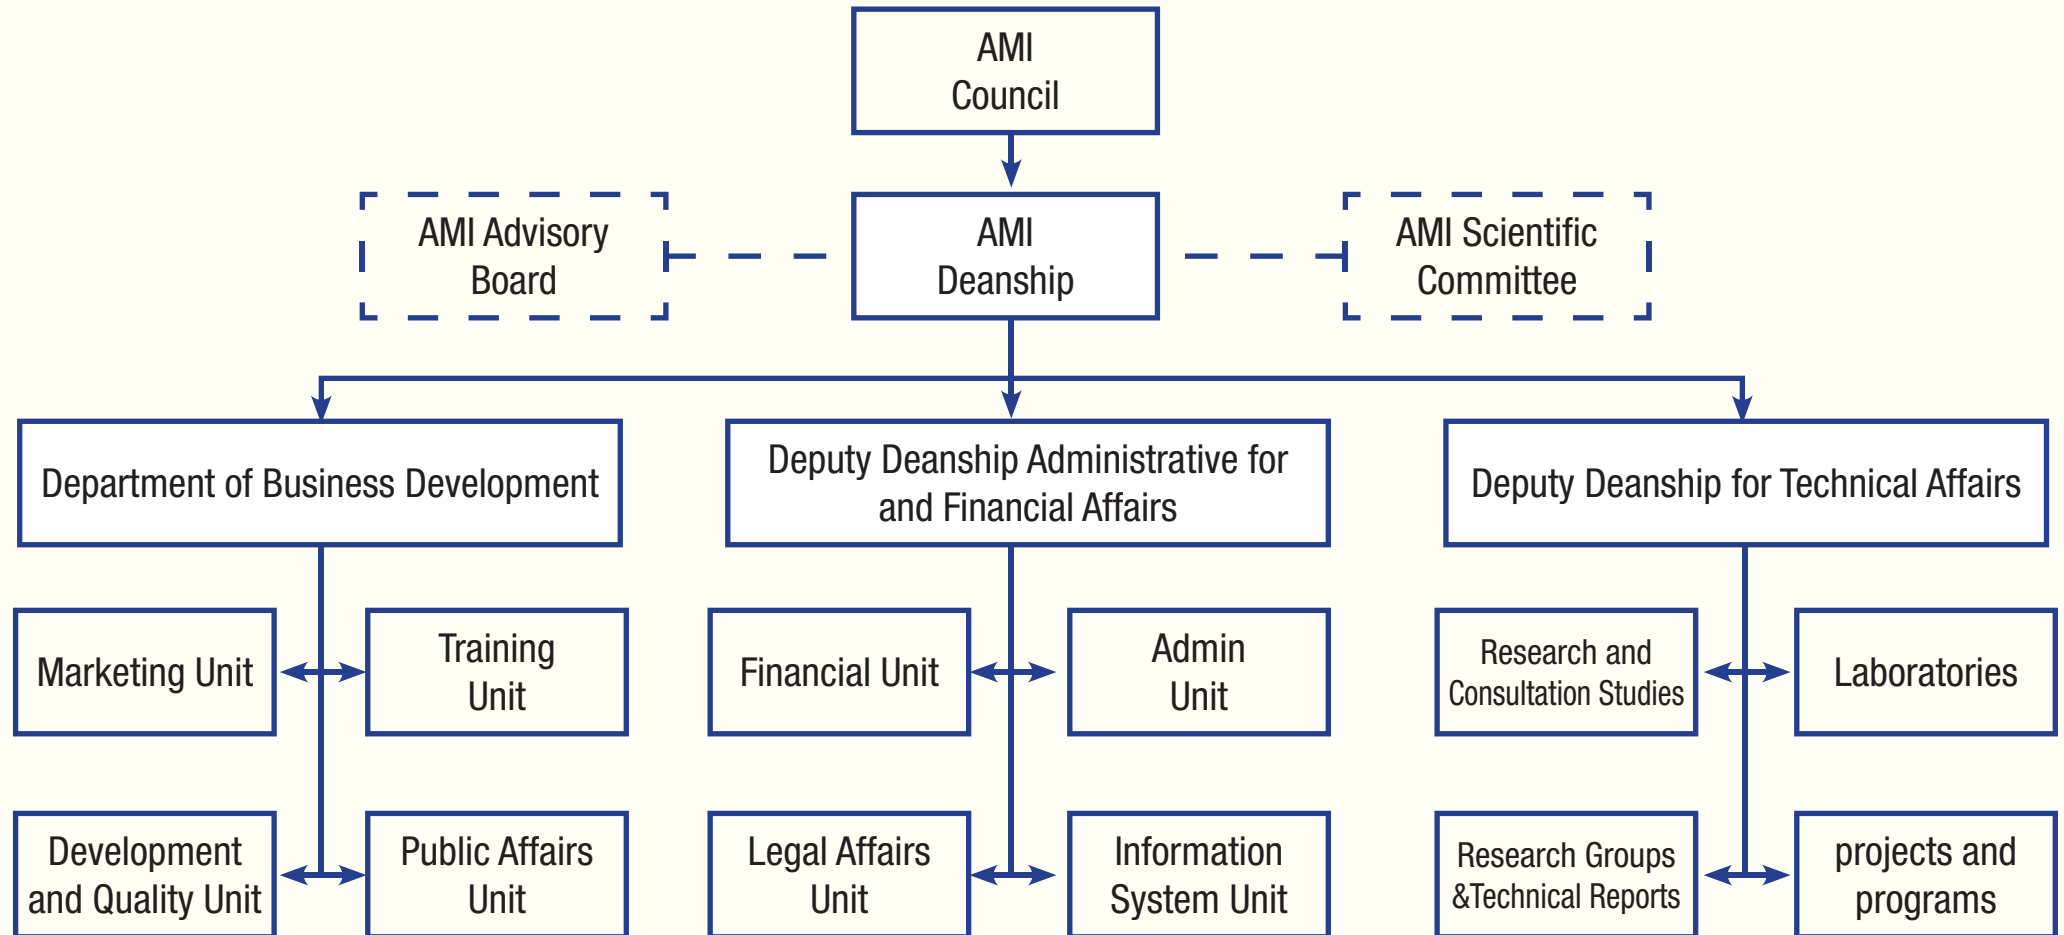 AMI
Council
AMI Advisory
Board
AMI
Deanship
AMI Scientific
Committee
Department of Business Development
Deputy Deanship Administrative for
and Financial Affairs
Deputy Deanship for Technical Affairs
Marketing Unit
Training
Unit
Financial Unit
Admin
Unit
Research and
Consultation Studies
Laboratories
Development
and Quality Unit
Public Affairs
Unit
Legal Affairs
Unit
Information
System Unit
Research Groups
&Technical Reports
projects and
programs